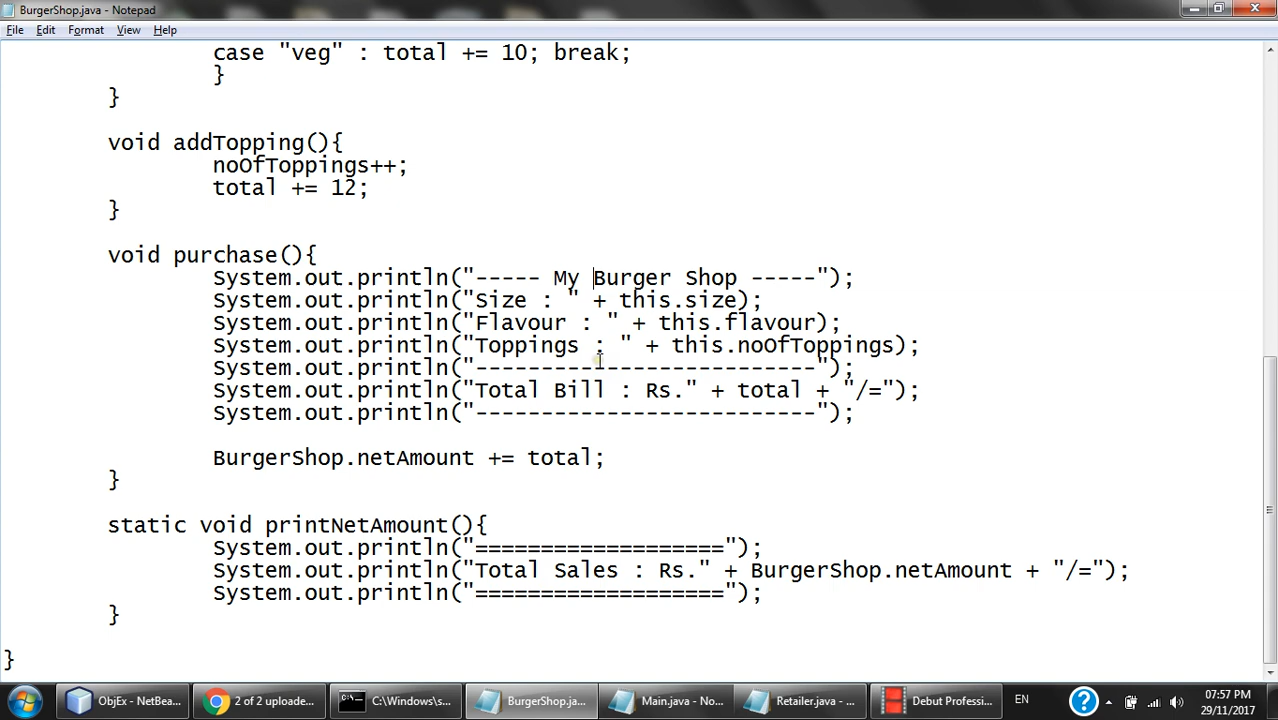 BurgerShop.java - Notepad
File Edit Format View Help
case "veg" : total += 10; break;
}
}
void addTopping(){
noOfToppings++;
total += 12;
}
void purchase(){
System.out.println("----- My Burger Shop -----");
System.out.println("Size : " + this.size);
System.out.println("Flavour : " + this.flavour);
System.out.println("Toppings : " + this.noOfToppings);
System.out.println("--------------------------");
System.out.println("Total Bill : Rs." + total + "/=");
System.out.println("--------------------------");
BurgerShop.netAmount += total;
}
static void printNetAmount(){
System.out.println("===================");
System.out.println("Total Sales : Rs." + BurgerShop.netAmount + "/=");
System.out.println("===================");
}
}
ObjEx - NetBea... 2 of 2 uploade... C:\Windows\s... BurgerShop.ja... Main.java - No... Retailer.java - ... Debut Professi... EN 07:57 PM
29/11/2017